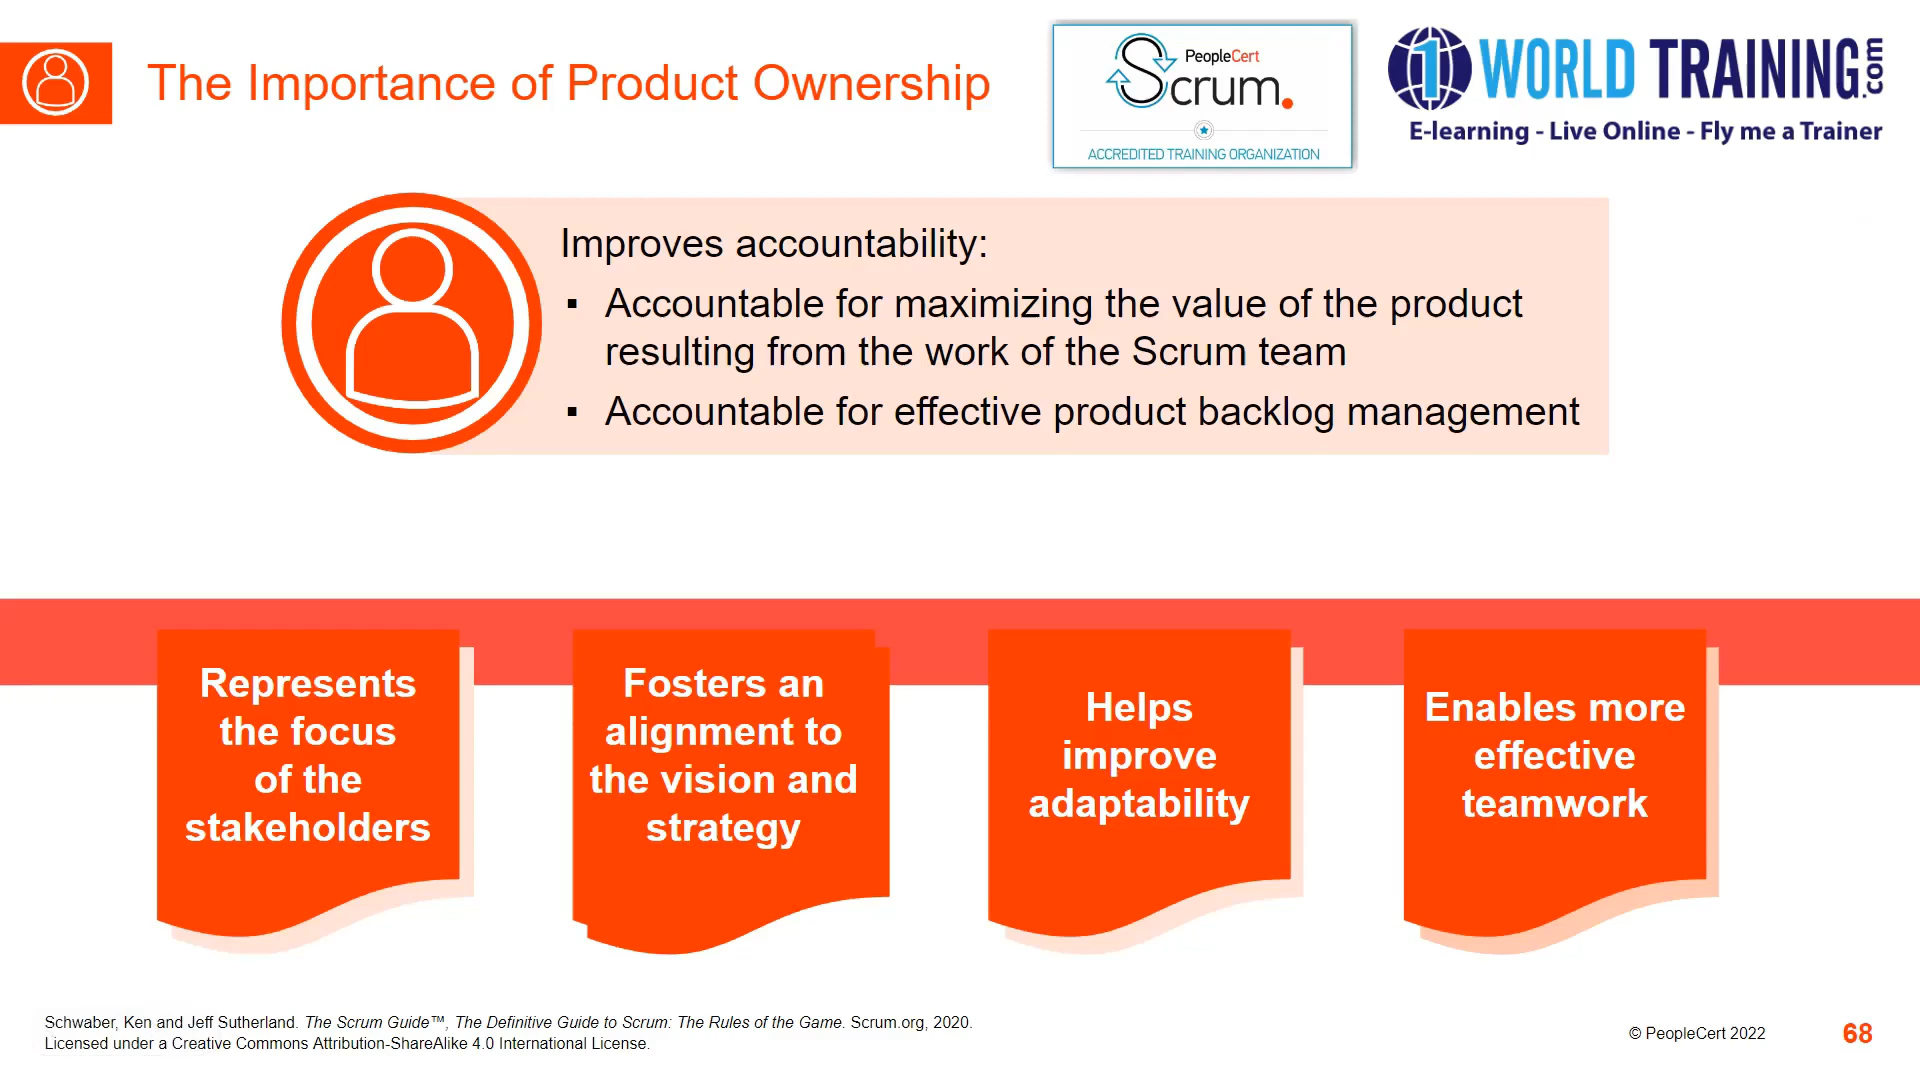 The Importance of Product Ownership
PeopleCert
Scrum.
ACCREDITED TRAINING ORGANIZATION
1 WORLD TRAINING.com
E-learning - Live Online - Fly me a Trainer
Improves accountability:
▪ Accountable for maximizing the value of the product
resulting from the work of the Scrum team
▪ Accountable for effective product backlog management
Represents
the focus
of the
stakeholders
Fosters an
alignment to
the vision and
strategy
Helps
improve
adaptability
Enables more
effective
teamwork
Schwaber, Ken and Jeff Sutherland. The Scrum Guide™, The Definitive Guide to Scrum: The Rules of the Game. Scrum.org, 2020.
Licensed under a Creative Commons Attribution-ShareAlike 4.0 International License.
© PeopleCert 2022
68